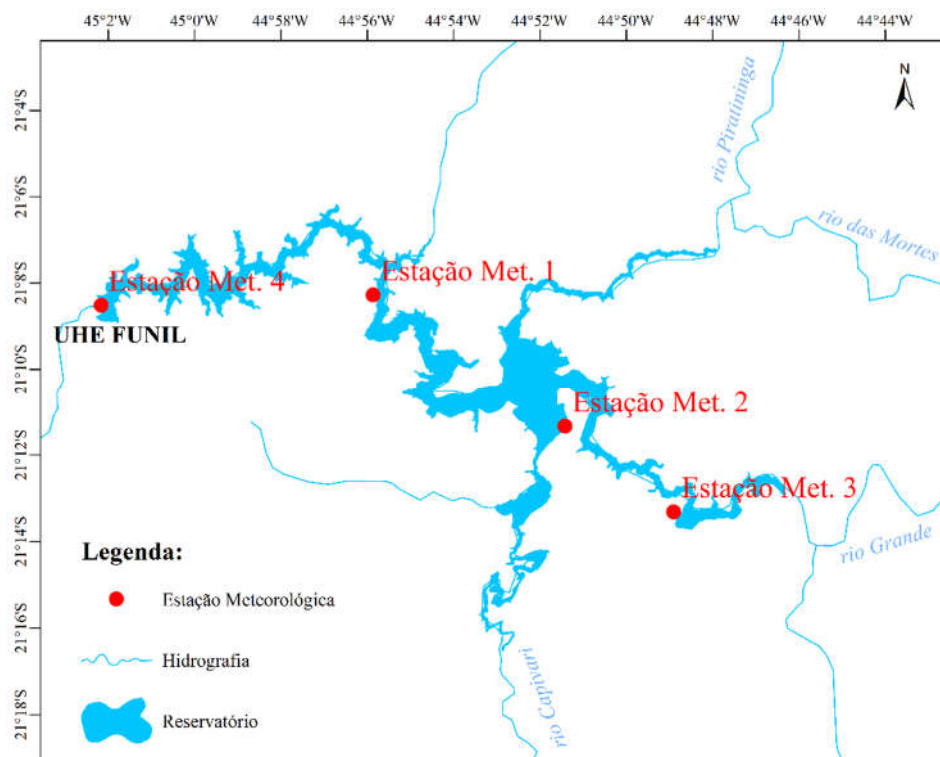 45°2'W 45°0'W 44°58'W 44°56'W 44°54'W 44°52'W 44°50'W 44°48'W 44°46'W 44°44'W
N
21°4'S
rio Piratininga
21°6'S
rio das Mortes
21°8'S
Estação Met. 4
Estação Met. 1
UHE FUNIL
21°10'S
Estação Met. 2
21°12'S
Estação Met. 3
21°14'S
rio Grande
Legenda:
Estação Meteorológica
21°16'S
Hidrografia
rio Capivari
21°18'S
Reservatório